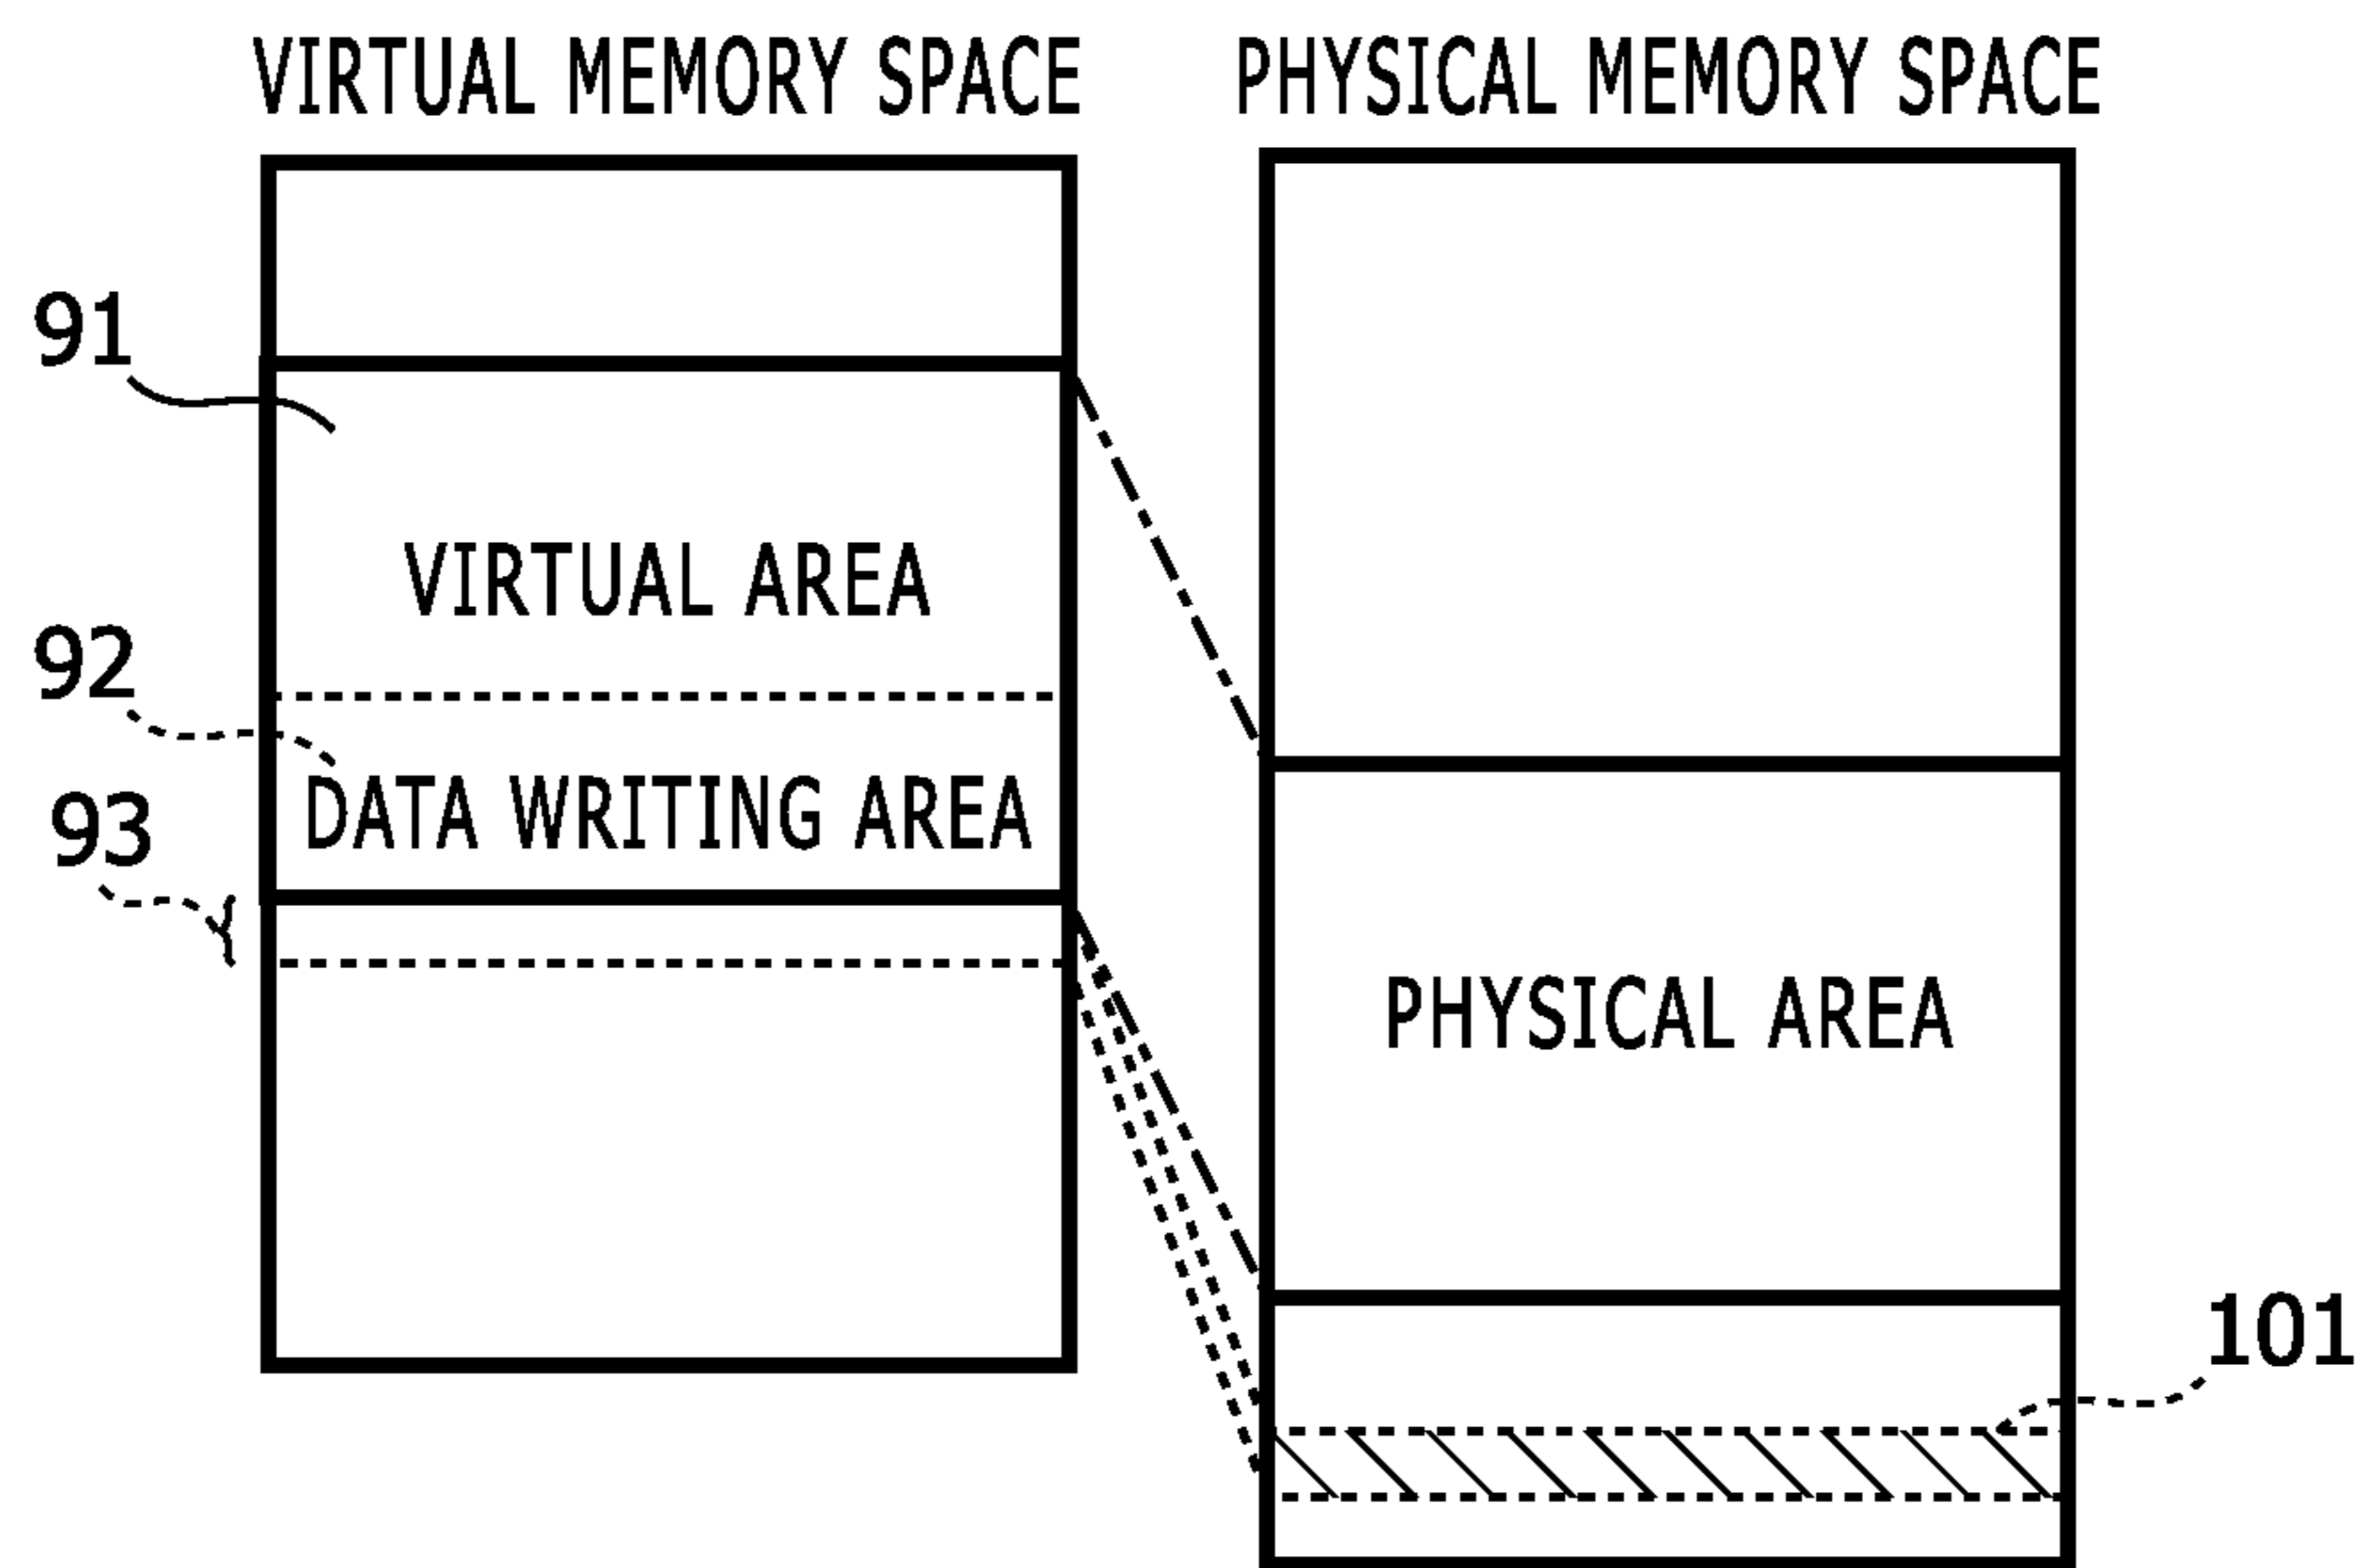 VIRTUAL MEMORY SPACE
PHYSICAL MEMORY SPACE
91
VIRTUAL AREA
92
DATA WRITING AREA
93
PHYSICAL AREA
101